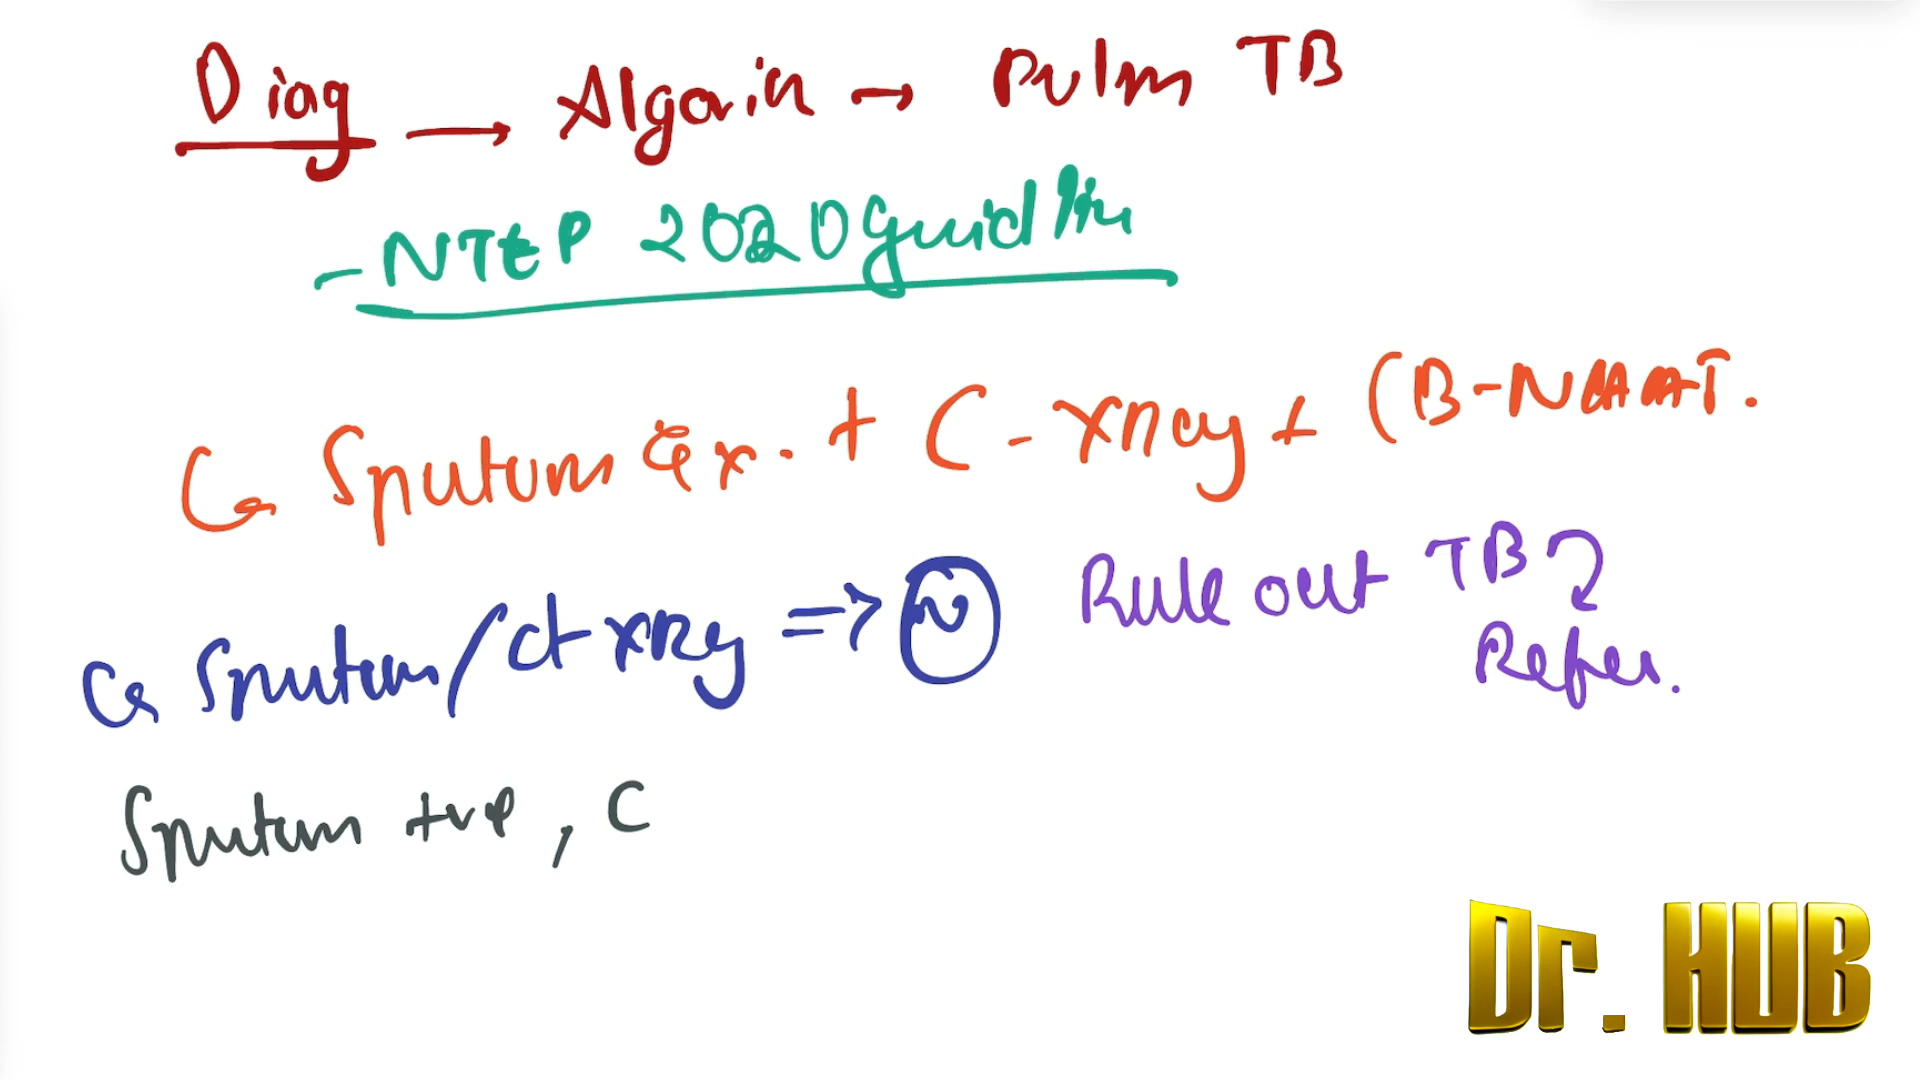 Diag → Algorin → Pulm TB
- NTEP 2020 Guidlin
Sputum Ex. + C - XRay + CB-NAAT.
Sputum / Ct XRay => N Rule out TB
Refer.
Sputum +ve , C
Dr. HUB